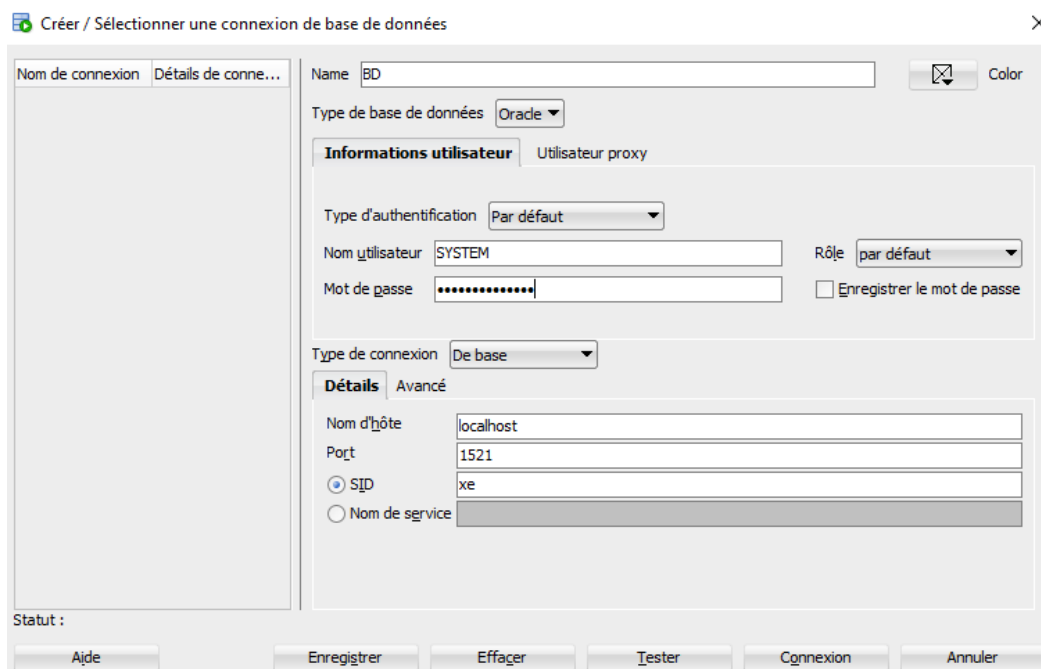 Créer / Sélectionner une connexion de base de données
Nom de connexion Détails de conne...
Name BD Color
Type de base de données Oracle
Informations utilisateur Utilisateur proxy
Type d'authentification Par défaut
Nom utilisateur SYSTEM Rôle par défaut
Mot de passe •••••••••••••• Enregistrer le mot de passe
Type de connexion De base
Détails Avancé
Nom d'hôte localhost
Port 1521
SID xe
Nom de service
Statut :
Aide Enregistrer Effacer Tester Connexion Annuler